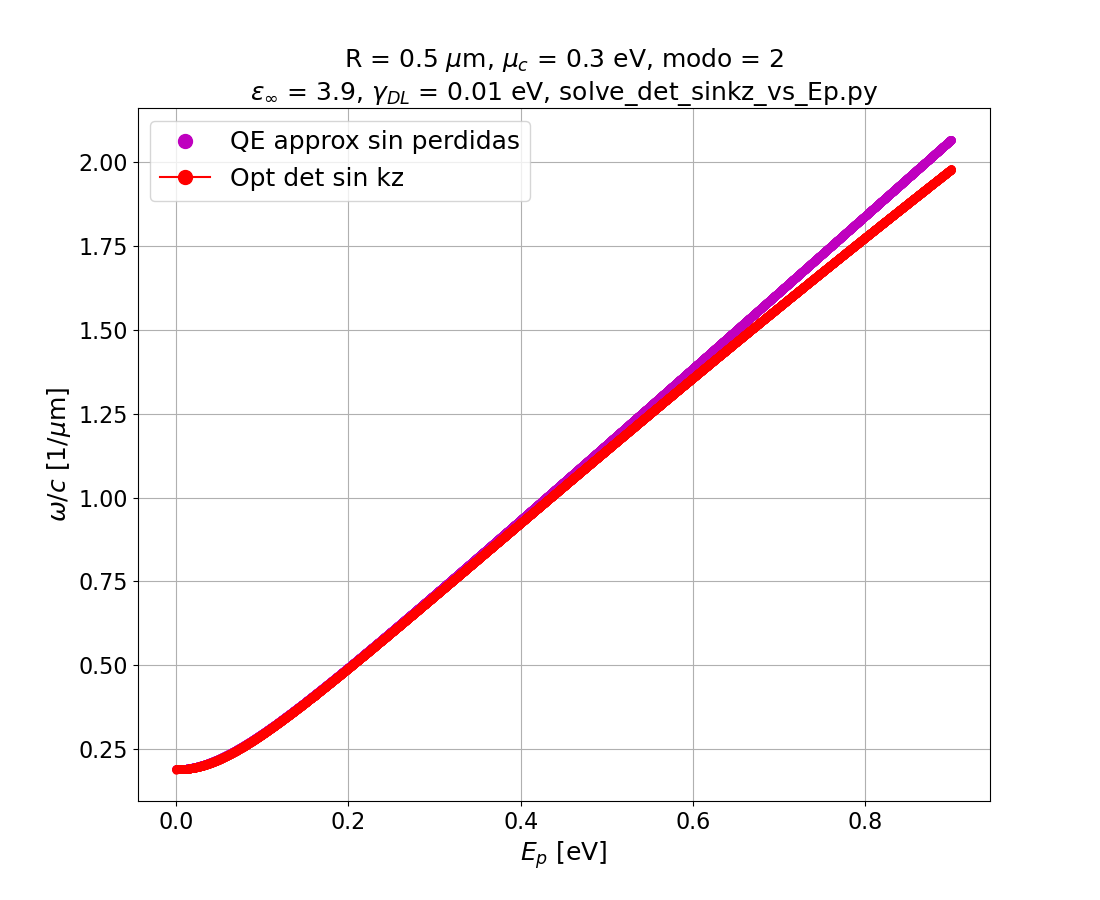 R = 0.5 μm, μ_c = 0.3 eV, modo = 2
ε_∞ = 3.9, γ_DL = 0.01 eV, solve_det_sinkz_vs_Ep.py
QE approx sin perdidas
Opt det sin kz
2.00
1.75
1.50
1.25
1.00
0.75
0.50
0.25
ω/c [1/μm]
0.0 0.2 0.4 0.6 0.8
E_p [eV]